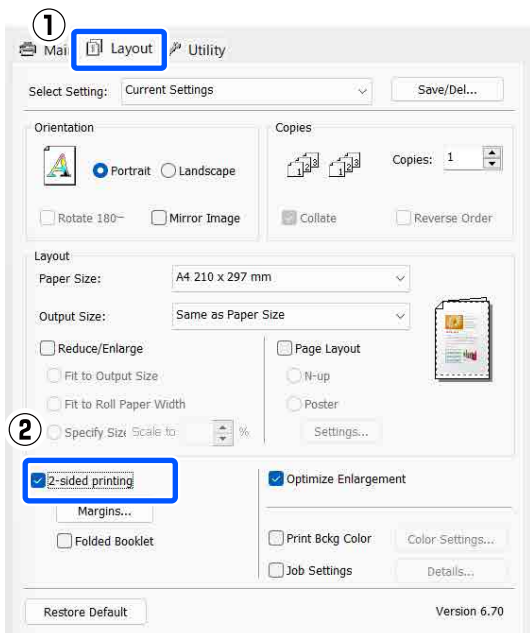 ①
Mai Layout Utility
Select Setting: Current Settings Save/Del...
Orientation Copies
Portrait Landscape Copies: 1
Rotate 180° Mirror Image Collate Reverse Order
Layout
Paper Size: A4 210 x 297 mm
Output Size: Same as Paper Size
Reduce/Enlarge Page Layout
Fit to Output Size N-up
Fit to Roll Paper Width Poster
② Specify Size Scale to % Settings...
2-sided printing Optimize Enlargement
Margins...
Folded Booklet Print Bckg Color Color Settings...
Job Settings Details...
Restore Default Version 6.70